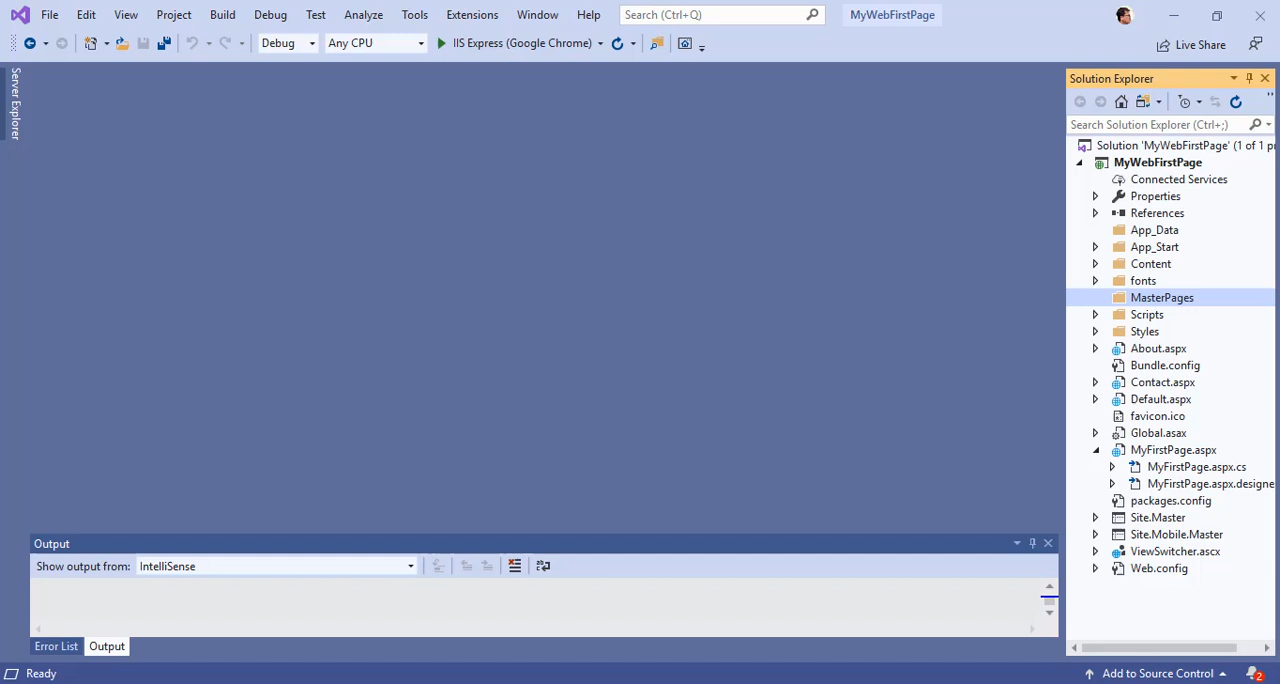 File Edit View Project Build Debug Test Analyze Tools Extensions Window Help Search (Ctrl+Q) MyWebFirstPage
Debug Any CPU IIS Express (Google Chrome) Live Share
Server Explorer
Solution Explorer
Search Solution Explorer (Ctrl+;)
Solution 'MyWebFirstPage' (1 of 1 p
MyWebFirstPage
Connected Services
Properties
References
App_Data
App_Start
Content
fonts
MasterPages
Scripts
Styles
About.aspx
Bundle.config
Contact.aspx
Default.aspx
favicon.ico
Global.asax
MyFirstPage.aspx
MyFirstPage.aspx.cs
MyFirstPage.aspx.designe
packages.config
Site.Master
Site.Mobile.Master
ViewSwitcher.ascx
Web.config
Output
Show output from: IntelliSense
Error List Output
Ready Add to Source Control 2